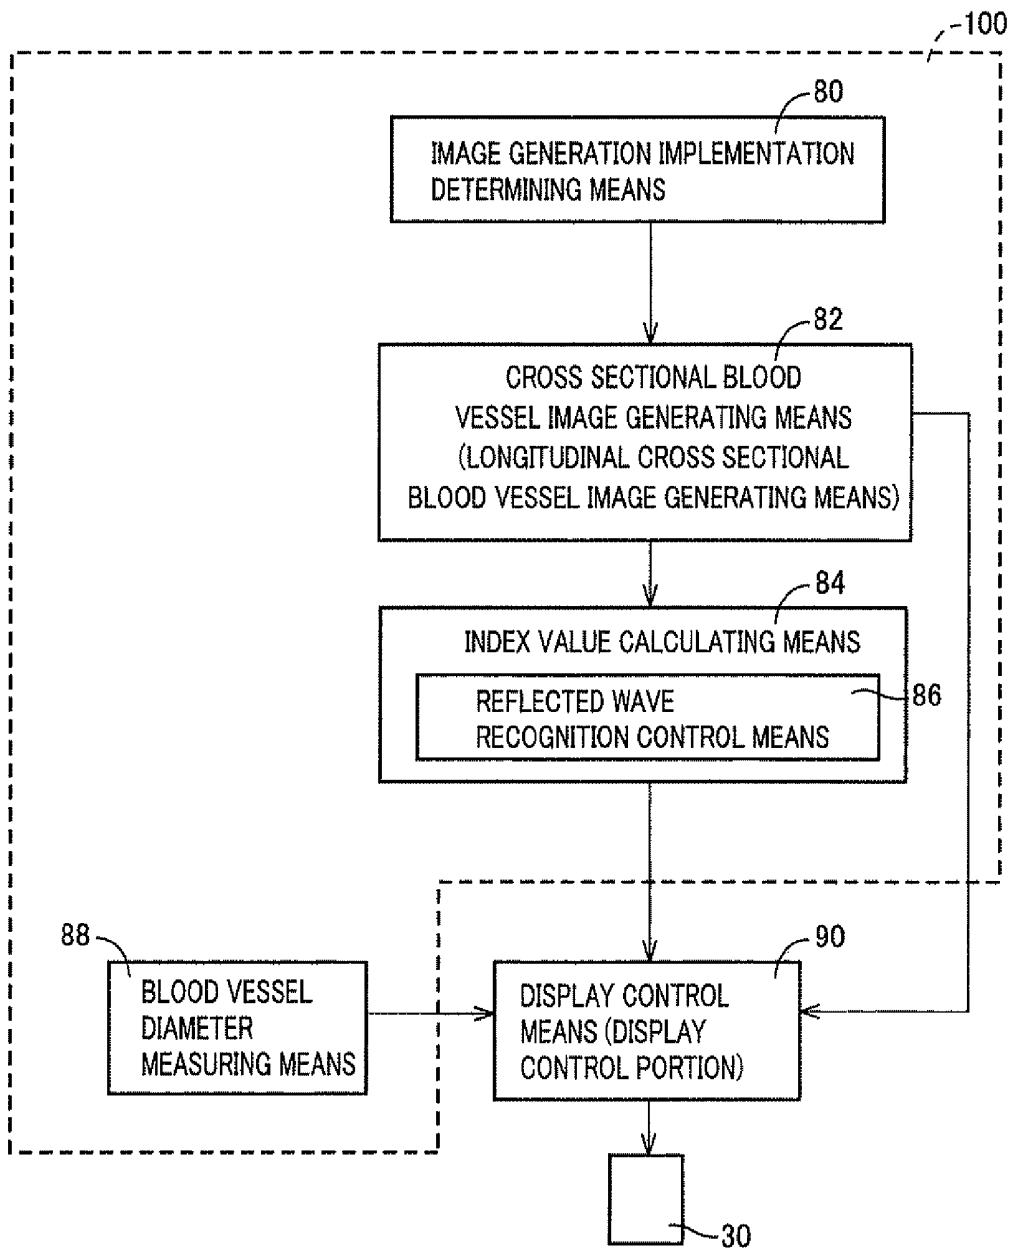 100
80
IMAGE GENERATION IMPLEMENTATION
DETERMINING MEANS
82
CROSS SECTIONAL BLOOD
VESSEL IMAGE GENERATING MEANS
(LONGITUDINAL CROSS SECTIONAL
BLOOD VESSEL IMAGE GENERATING MEANS)
84
INDEX VALUE CALCULATING MEANS
86
REFLECTED WAVE
RECOGNITION CONTROL MEANS
88
BLOOD VESSEL
DIAMETER
MEASURING MEANS
90
DISPLAY CONTROL
MEANS (DISPLAY
CONTROL PORTION)
30